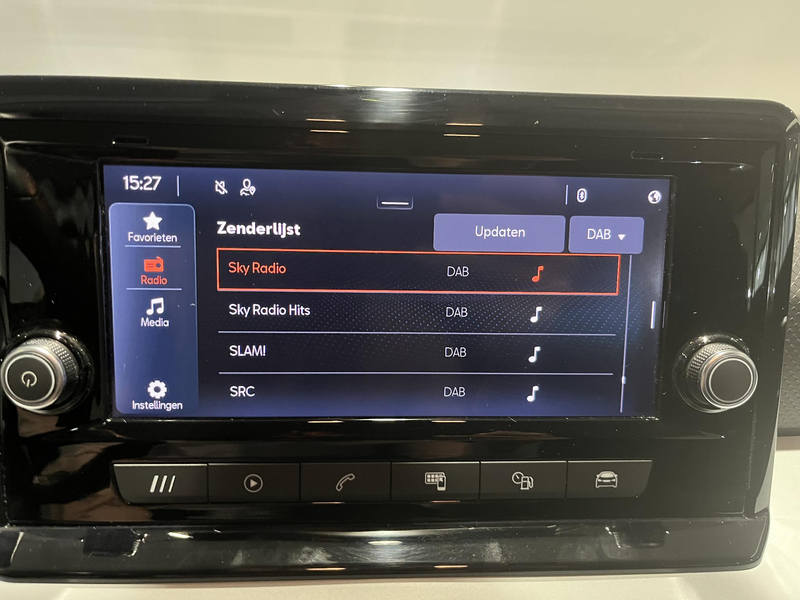 15:27
Favorieten
Radio
Media
Instellingen
Zenderlijst Updaten DAB
Sky Radio DAB
Sky Radio Hits DAB
SLAM! DAB
SRC DAB